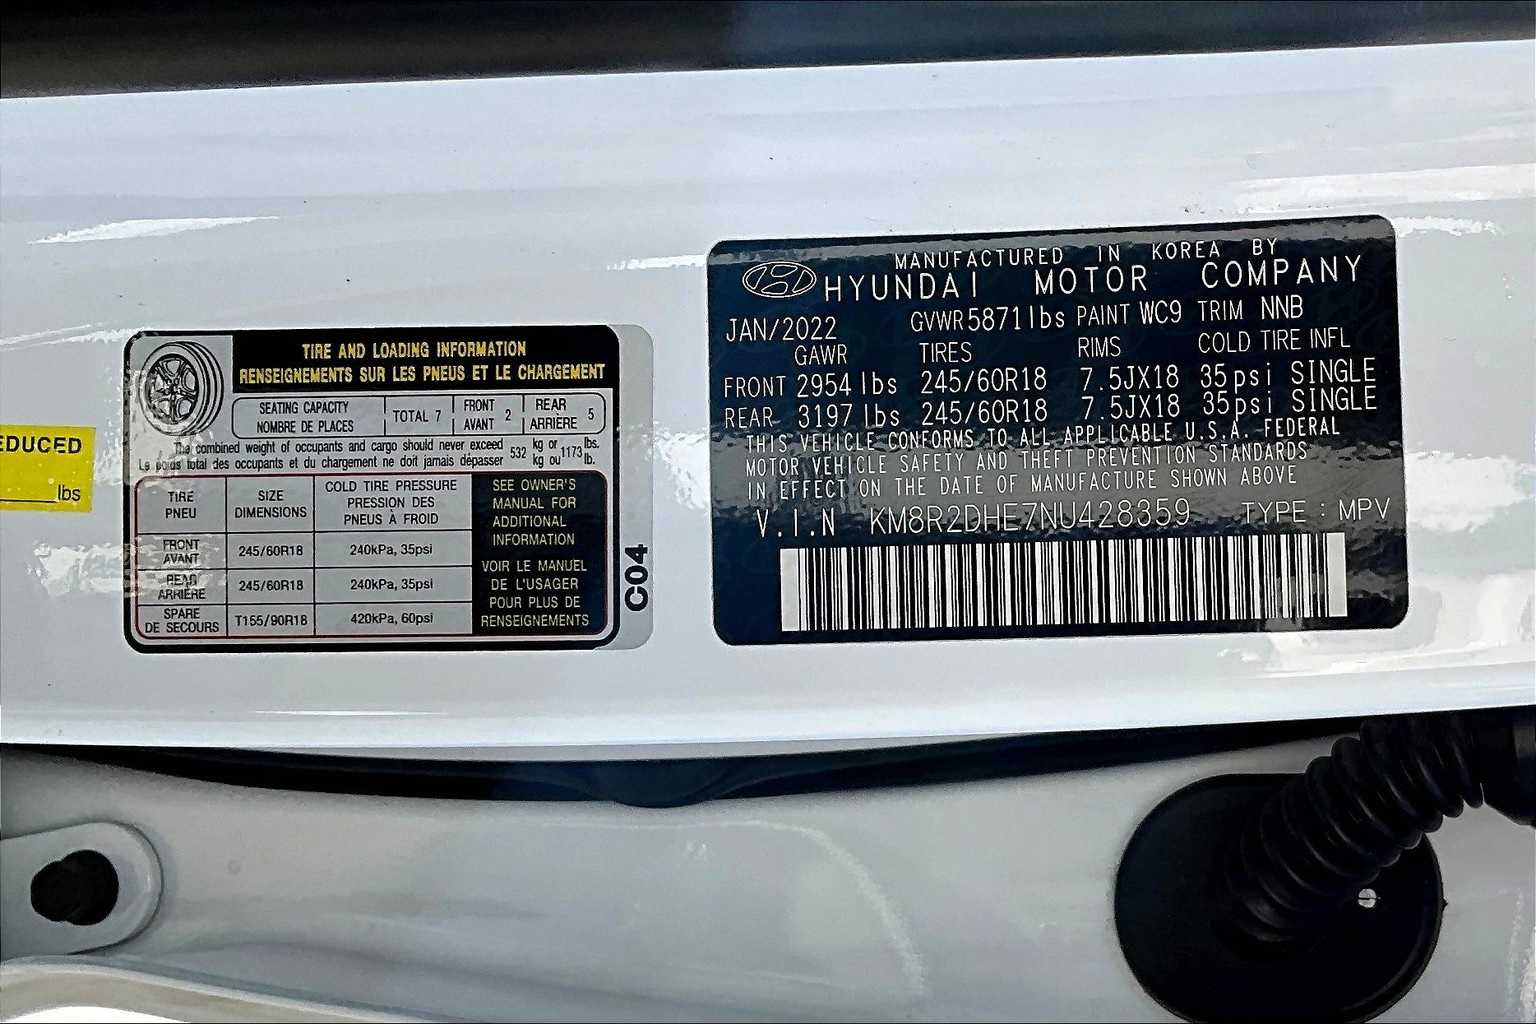 EDUCED
lbs
TIRE AND LOADING INFORMATION
RENSEIGNEMENTS SUR LES PNEUS ET LE CHARGEMENT
SEATING CAPACITY
NOMBRE DE PLACES
TOTAL 7
FRONT
AVANT 2
REAR
ARRIÈRE 5
The combined weight of occupants and cargo should never exceed 532 kg or 1173 lbs.
Le poids total des occupants et du chargement ne doit jamais dépasser kg ou lb.
TIRE
PNEU
SIZE
DIMENSIONS
COLD TIRE PRESSURE
PRESSION DES
PNEUS À FROID
SEE OWNER'S
MANUAL FOR
ADDITIONAL
INFORMATION
VOIR LE MANUEL
DE L'USAGER
POUR PLUS DE
RENSEIGNEMENTS
FRONT
AVANT
245/60R18
240kPa, 35psi
REAR
ARRIÈRE
245/60R18
240kPa, 35psi
SPARE
DE SECOURS
T155/90R18
420kPa, 60psi
C04
MANUFACTURED IN KOREA BY
HYUNDAI MOTOR COMPANY
JAN/2022 GVWR 5871lbs PAINT WC9 TRIM NNB
GAWR TIRES RIMS COLD TIRE INFL
FRONT 2954 lbs 245/60R18 7.5JX18 35psi SINGLE
REAR 3197 lbs 245/60R18 7.5JX18 35psi SINGLE
THIS VEHICLE CONFORMS TO ALL APPLICABLE U.S.A. FEDERAL
MOTOR VEHICLE SAFETY AND THEFT PREVENTION STANDARDS
IN EFFECT ON THE DATE OF MANUFACTURE SHOWN ABOVE
V.I.N KM8R2DHE7NU428359 TYPE : MPV